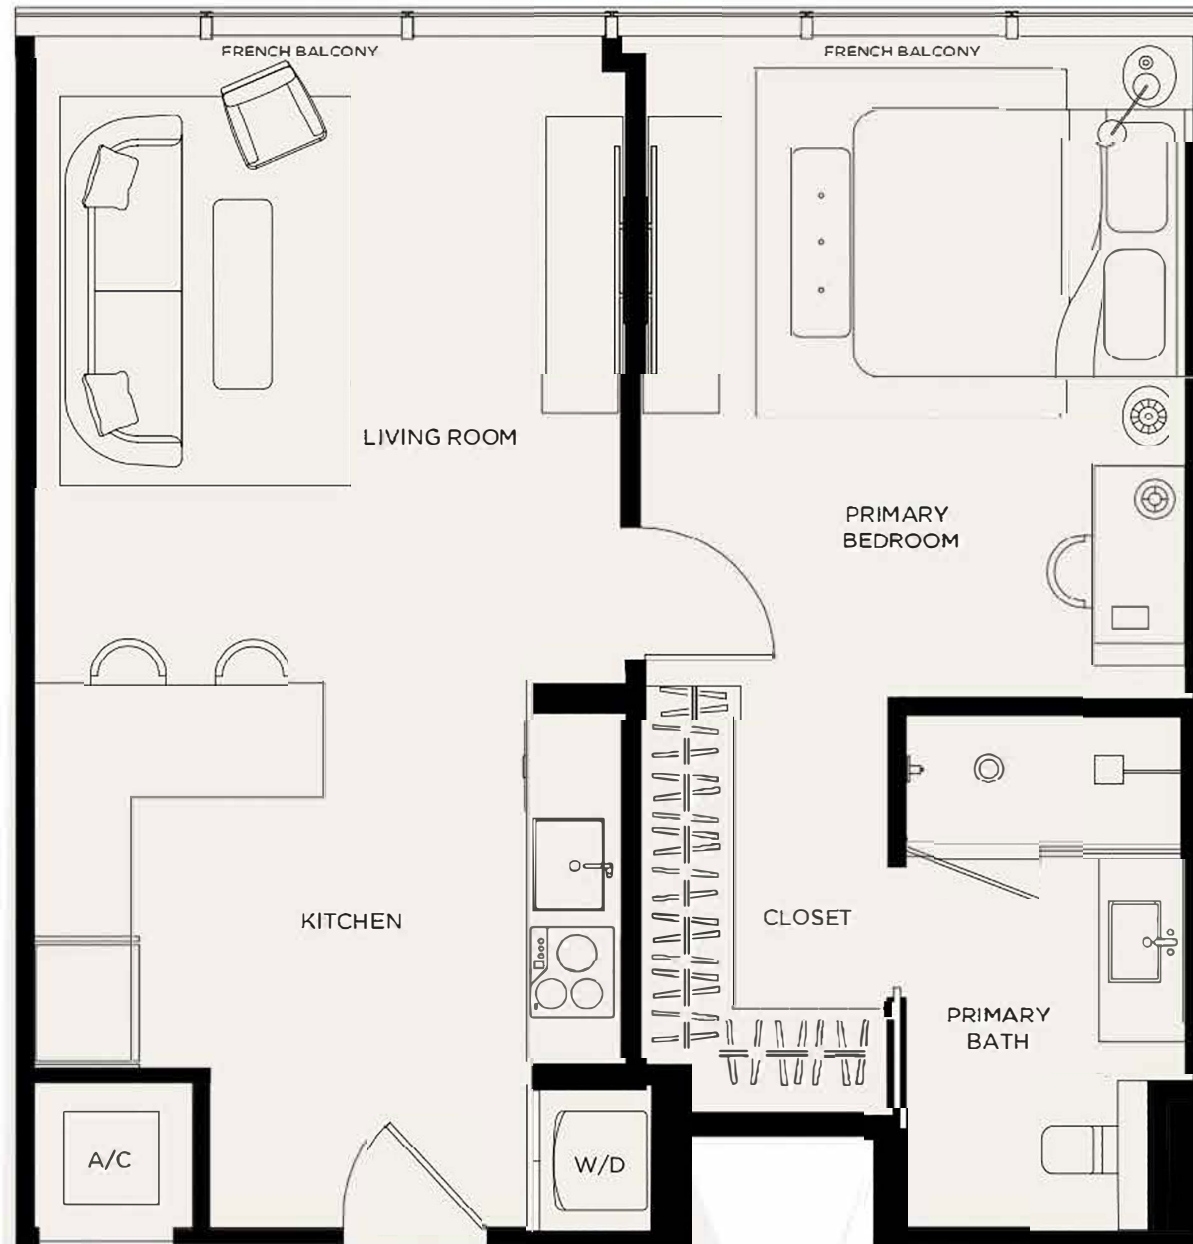 FRENCH BALCONY
FRENCH BALCONY
LIVING ROOM
PRIMARY
BEDROOM
KITCHEN
CLOSET
PRIMARY
BATH
A/C
W/D